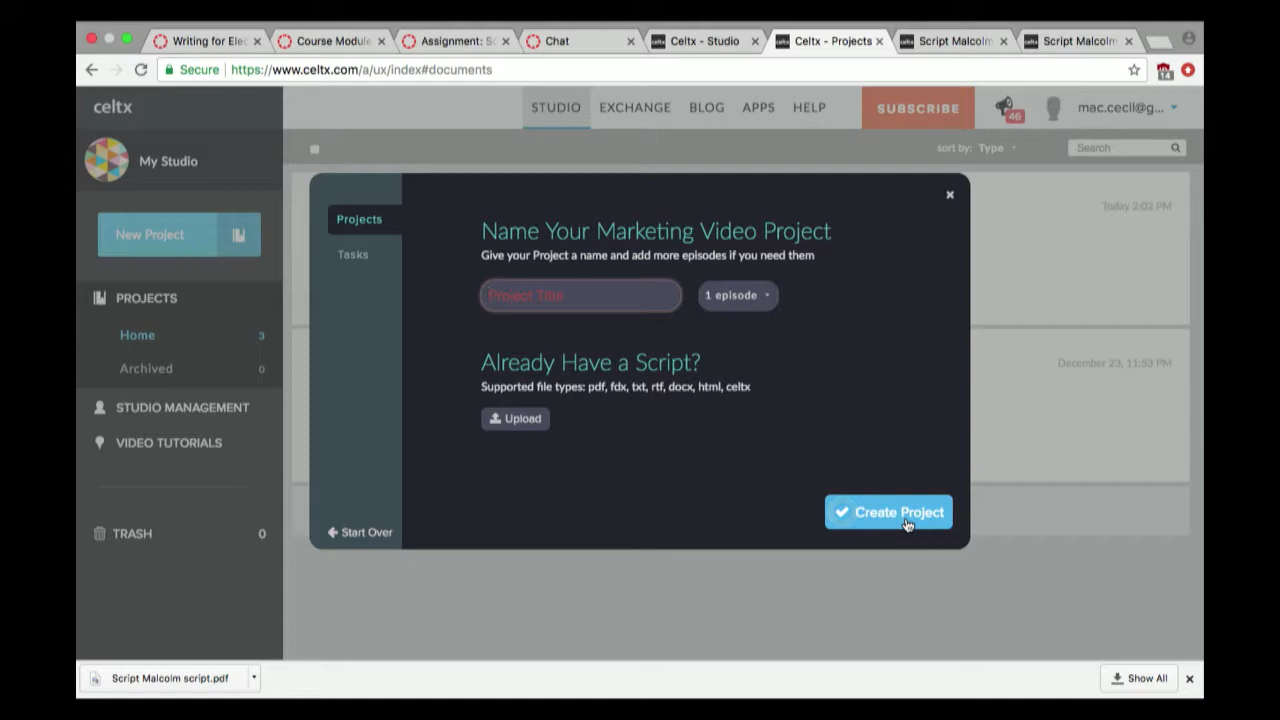 Writing for Elec
Course Module
Assignment: Sc
Chat
Celtx - Studio
Celtx - Projects
Script Malcolm
Script Malcolm
Secure
https://www.celtx.com/a/ux/index#documents
14
celtx
STUDIO
EXCHANGE
BLOG
APPS
HELP
SUBSCRIBE
46
mac.cecil@g...
My Studio
sort by: Type
Search
New Project
PROJECTS
Home 3
Archived 0
STUDIO MANAGEMENT
VIDEO TUTORIALS
TRASH 0
Today 2:02 PM
December 23, 11:53 PM
Projects
Tasks
Start Over
Name Your Marketing Video Project
Give your Project a name and add more episodes if you need them
Project Title
1 episode
Already Have a Script?
Supported file types: pdf, fdx, txt, rtf, docx, html, celtx
Upload
Create Project
Script Malcolm script.pdf
Show All